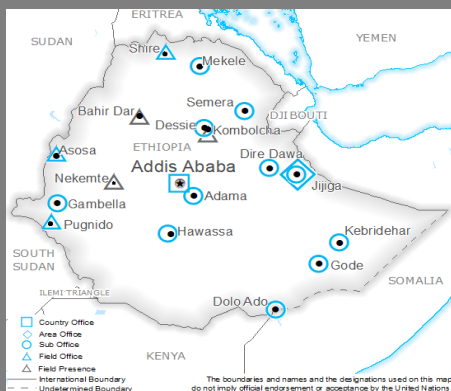 ERITREA
SUDAN
YEMEN
Shire
Mekele
Semera
Bahir Dar
DJIBOUTI
Dessie
Kombolcha
ETHIOPIA
Asosa
Dire Dawa
Addis Ababa
Nekemte
Jijiga
Adama
Gambella
Pugnido
Hawassa
Kebridehar
SOUTH
SUDAN
Gode
SOMALIA
ILEMI TRIANGLE
Dolo Ado
Country Office
Area Office
Sub Office
Field Office
KENYA
Field Presence
International Boundary
Undetermined Boundary
The boundaries and names and the designations used on this map
do not imply official endorsement or acceptance by the United Nations